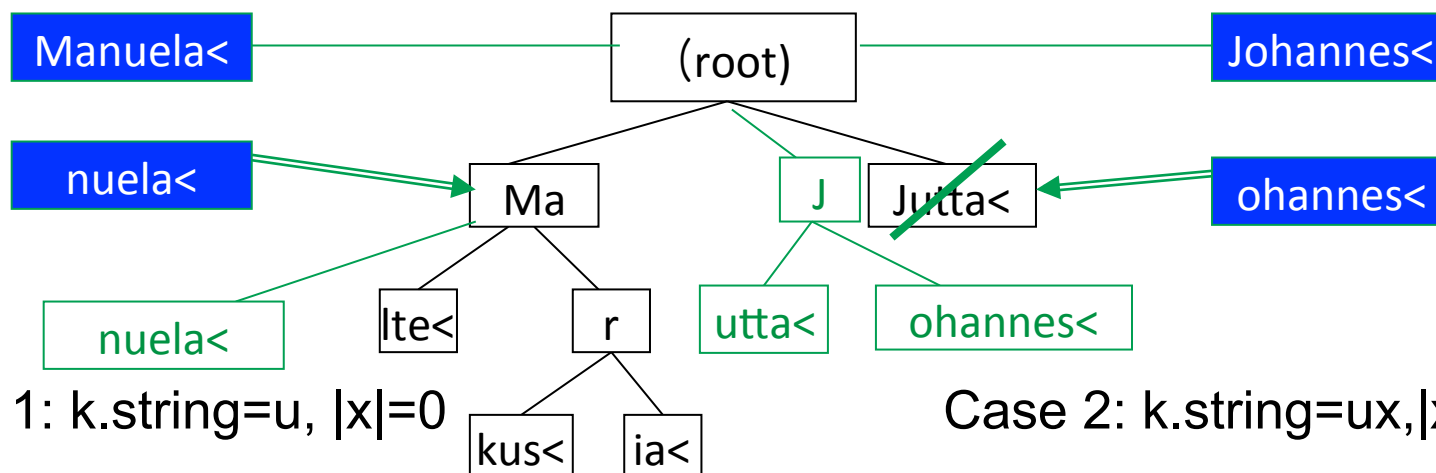 Manuela<
(root)
Johannes<
nuela<
Ma
J
Jutta<
ohannes<
nuela<
lte<
r
utta<
ohannes<
1: k.string=u, |x|=0
kus<
ia<
Case 2: k.string=ux,|x